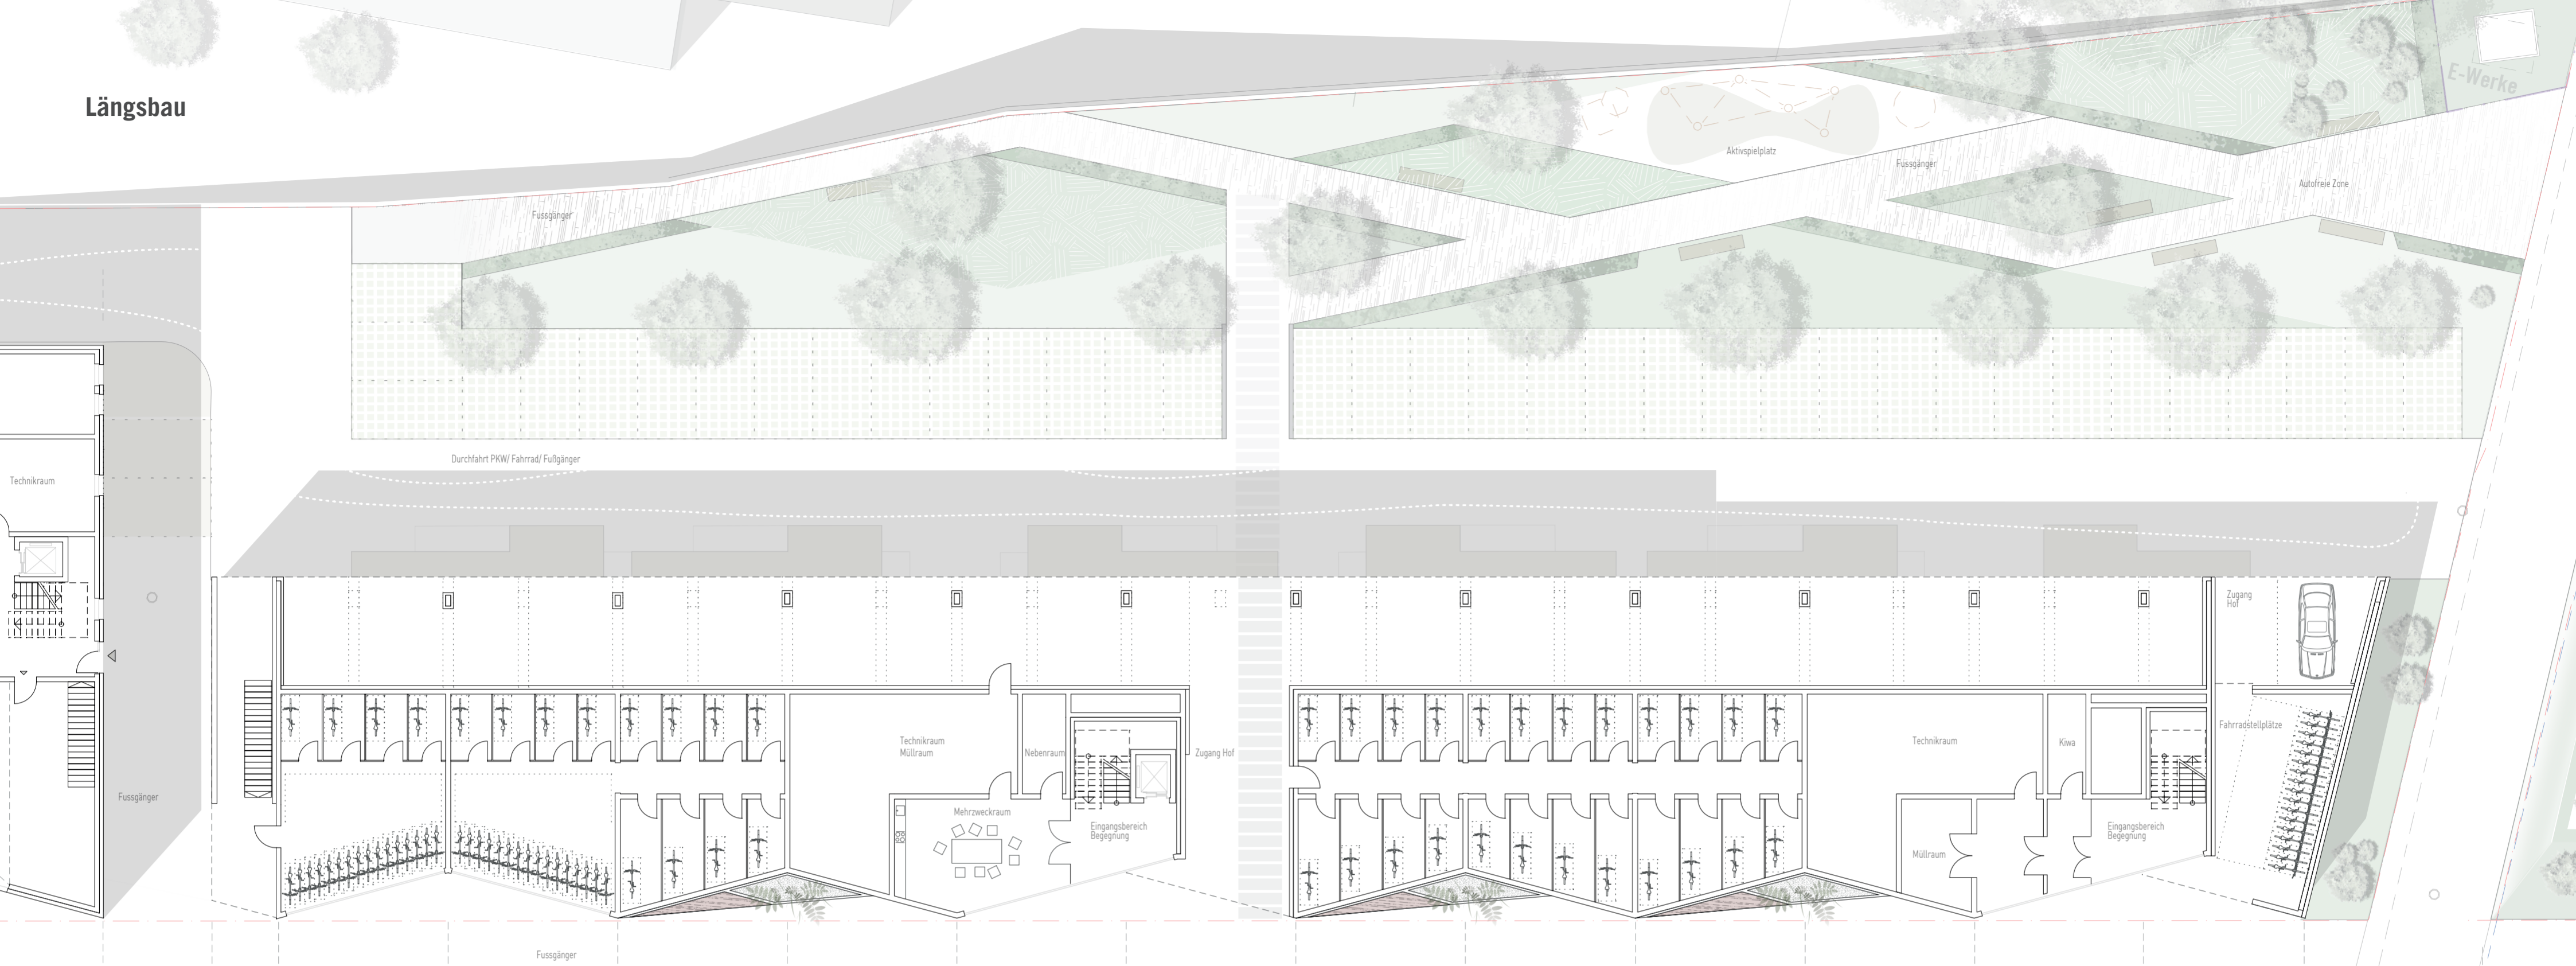 Längsbau
E-Werke
Aktivspielplatz
Fussgänger
Autofreie Zone
Fussgänger
Durchfahrt PKW/ Fahrrad/ Fußgänger
Technikraum
Zugang
Hof
Fahrradstellplätze
Technikraum
Müllraum
Nebenraum
Zugang Hof
Technikraum
Kiwa
Fussgänger
Mehrzweckraum
Eingangsbereich
Begegnung
Eingangsbereich
Begegnung
Müllraum
Fussgänger